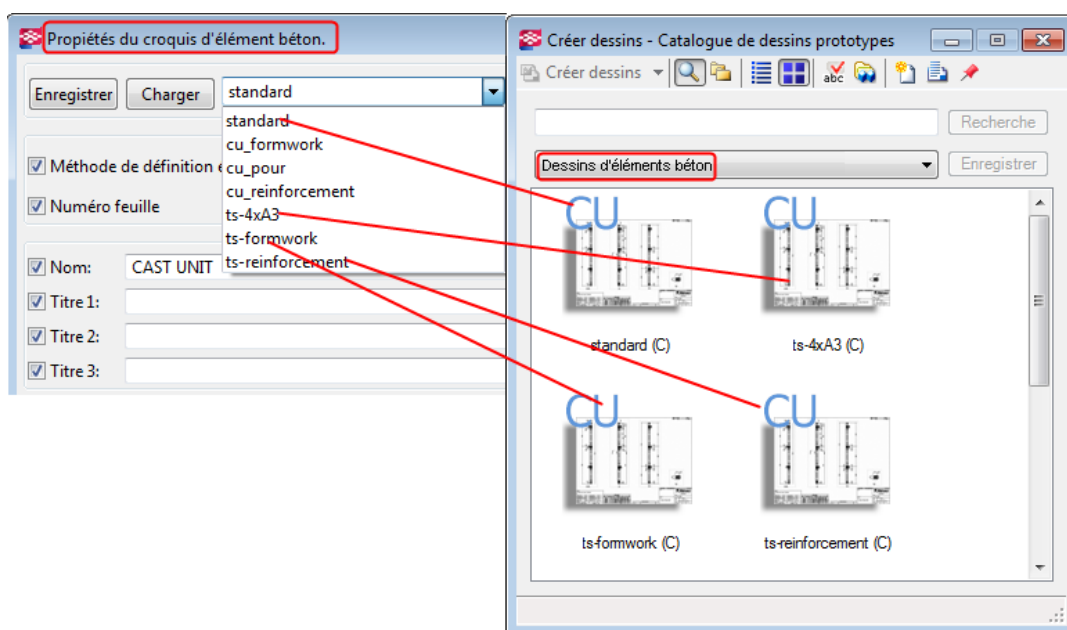 Propriétés du croquis d'élément béton.
Enregistrer
Charger
standard
standard
cu_formwork
cu_pour
cu_reinforcement
ts-4xA3
ts-formwork
ts-reinforcement
Méthode de définition
Numéro feuille
Nom:
CAST UNIT
Titre 1:
Titre 2:
Titre 3:
Créer dessins - Catalogue de dessins prototypes
Créer dessins
abc
Recherche
Dessins d'éléments béton
Enregistrer
CU
CU
standard (C)
ts-4xA3 (C)
CU
CU
ts-formwork (C)
ts-reinforcement (C)